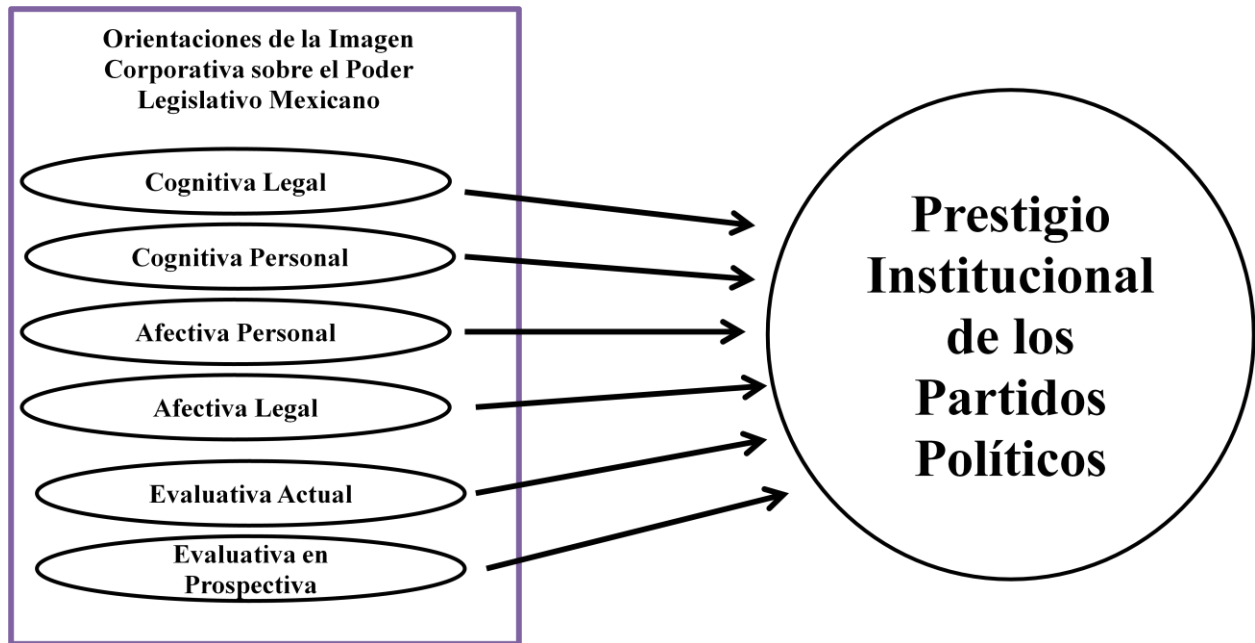 Orientaciones de la Imagen
Corporativa sobre el Poder
Legislativo Mexicano
Cognitiva Legal
Cognitiva Personal
Afectiva Personal
Afectiva Legal
Evaluativa Actual
Evaluativa en
Prospectiva
Prestigio
Institucional
de los
Partidos
Políticos